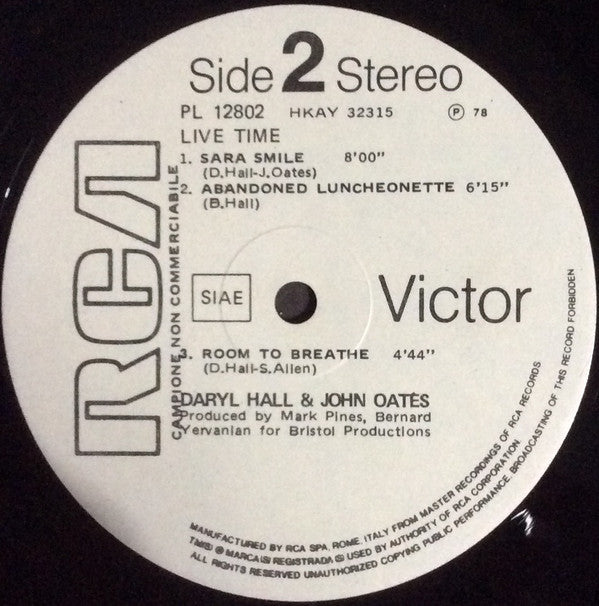 Side 2 Stereo
PL 12802 HKAY 32315 Ⓟ 78
LIVE TIME
1. SARA SMILE 8'00"
(D.Hall-J.Oates)
2. ABANDONED LUNCHEONETTE 6'15"
(B.Hall)
RCA
CAMPIONE NON COMMERCIABILE
SIAE
Victor
3. ROOM TO BREATHE 4'44"
(D.Hall-S.Allen)
DARYL HALL & JOHN OATES
Produced by Mark Pines, Bernard
Yervanian for Bristol Productions
MANUFACTURED BY RCA SPA, ROME, ITALY FROM MASTER RECORDINGS OF RCA RECORDS
TM(S) ® MARCA(S) REGISTRADA(S) USED BY AUTHORITY OF RCA CORPORATION
ALL RIGHTS RESERVED UNAUTHORIZED COPYING PUBLIC PERFORMANCE BROADCASTING OF THIS RECORD FORBIDDEN